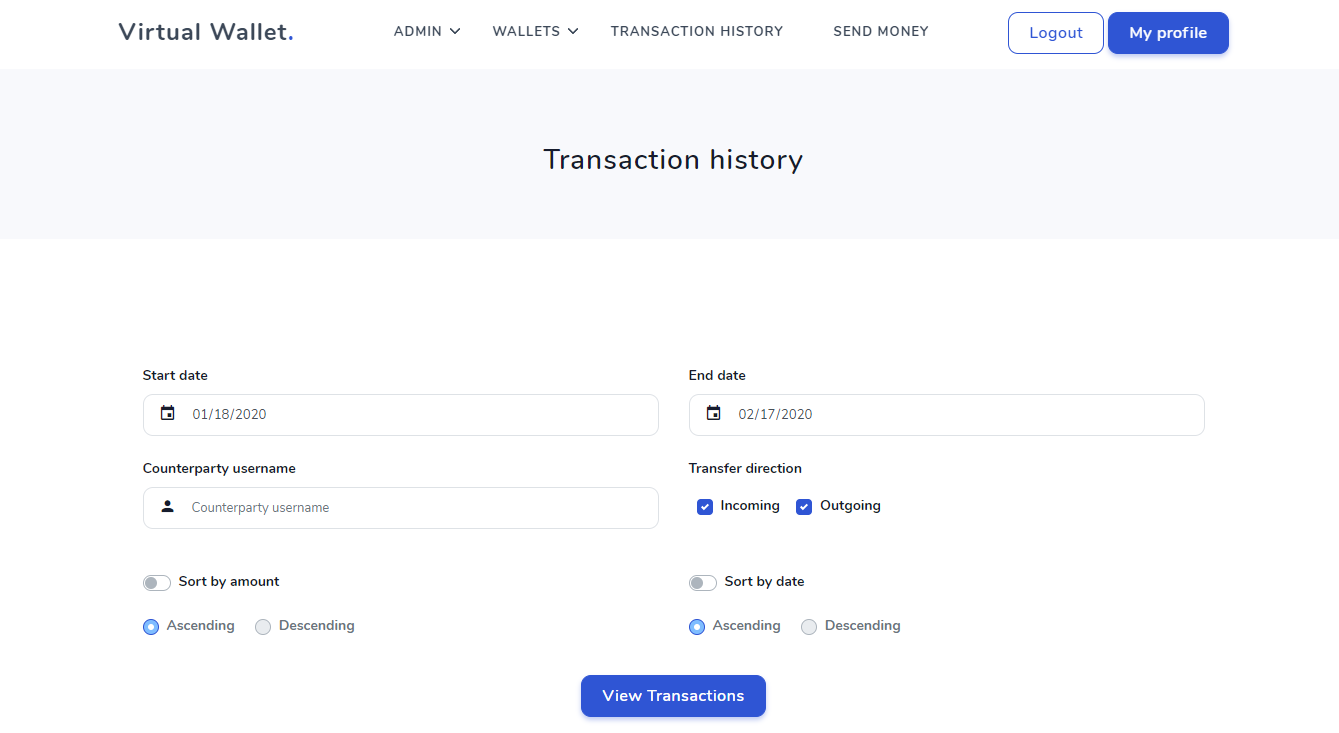 Virtual Wallet. ADMIN WALLETS TRANSACTION HISTORY SEND MONEY Logout My profile
Transaction history
Start date End date
01/18/2020 02/17/2020
Counterparty username Transfer direction
Counterparty username Incoming Outgoing
Sort by amount Sort by date
Ascending Descending Ascending Descending
View Transactions